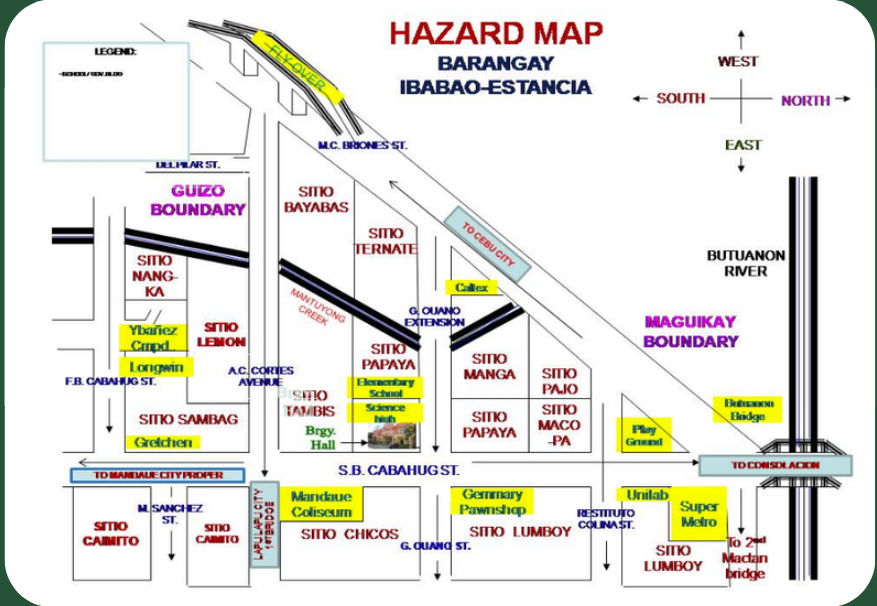 HAZARD MAP
BARANGAY
IBABAO-ESTANCIA
LEGEND:
-SCHOOL/ GOV.BLDG
FLY-OVER
WEST
SOUTH
NORTH
EAST
M.C. BRIONES ST.
DELPILAR ST.
GUIZO
BOUNDARY
SITIO
BAYABAS
SITIO
TERNATE
TO CEBU CITY
BUTUANON
RIVER
SITIO
NANG-
KA
MANTUYONG
CREEK
Caltex
G. OUANO
EXTENSION
MAGUIKAY
BOUNDARY
Ybañez
Cmpd.
SITIO
LEMON
Longwin
F.B. CABAHUG ST.
A.C. CORTES
AVENUE
SITIO
PAPAYA
SITIO
MANGA
SITIO
PAJO
Elementary
School
SITIO
TAMBIS
Science
high
SITIO
PAPAYA
SITIO
MACO
-PA
Butuanon
Bridge
SITIO SAMBAG
Gretchen
Brgy.
Hall
Play
Ground
TO MANDAUE CITY PROPER
S.B. CABAHUG ST.
TO CONSOLACION
M. SANCHEZ
ST.
LAPULAPU CITY
1ST BRIDGE
Mandaue
Coliseum
Gemmary
Pawnshop
RESTITUTO
COLINA ST.
Unilab
Super
Metro
SITIO
CAIMITO
SITIO
CAIMITO
SITIO CHICOS
G. OUANO ST.
SITIO LUMBOY
SITIO
LUMBOY
To 2nd
Mactan
bridge